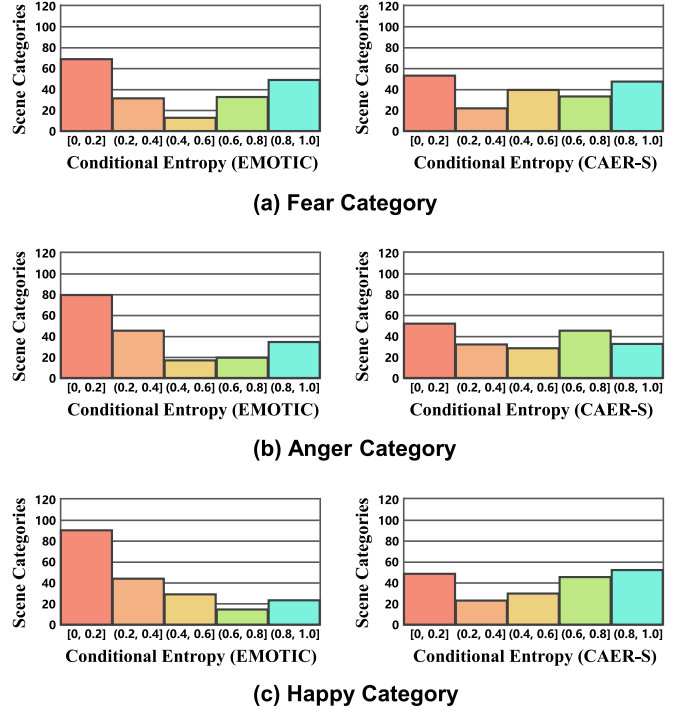 120
100
80
60
40
20
0
Scene Categories
[0, 0.2] (0.2, 0.4] (0.4, 0.6] (0.6, 0.8] (0.8, 1.0]
Conditional Entropy (EMOTIC)
120
100
80
60
40
20
0
Scene Categories
[0, 0.2] (0.2, 0.4] (0.4, 0.6] (0.6, 0.8] (0.8, 1.0]
Conditional Entropy (CAER-S)
(a) Fear Category
120
100
80
60
40
20
0
Scene Categories
[0, 0.2] (0.2, 0.4] (0.4, 0.6] (0.6, 0.8] (0.8, 1.0]
Conditional Entropy (EMOTIC)
120
100
80
60
40
20
0
Scene Categories
[0, 0.2] (0.2, 0.4] (0.4, 0.6] (0.6, 0.8] (0.8, 1.0]
Conditional Entropy (CAER-S)
(b) Anger Category
120
100
80
60
40
20
0
Scene Categories
[0, 0.2] (0.2, 0.4] (0.4, 0.6] (0.6, 0.8] (0.8, 1.0]
Conditional Entropy (EMOTIC)
120
100
80
60
40
20
0
Scene Categories
[0, 0.2] (0.2, 0.4] (0.4, 0.6] (0.6, 0.8] (0.8, 1.0]
Conditional Entropy (CAER-S)
(c) Happy Category